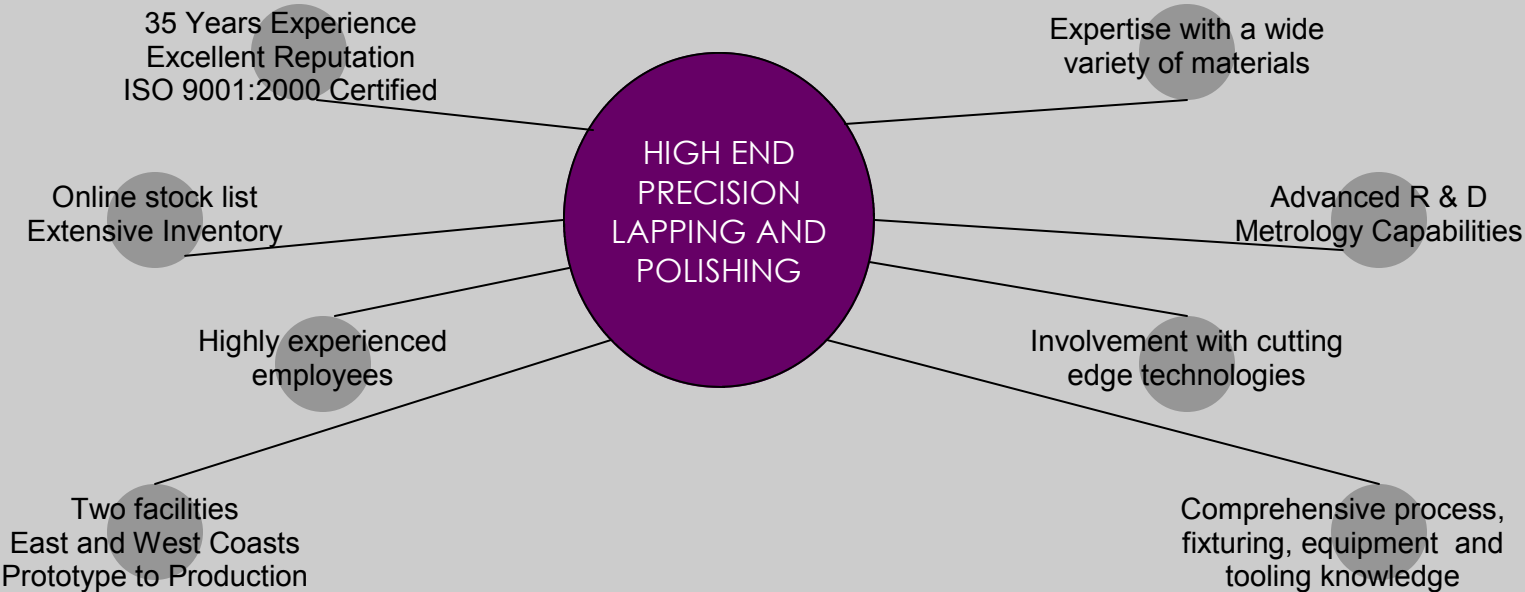 35 Years Experience
Excellent Reputation
ISO 9001:2000 Certified
Expertise with a wide
variety of materials
HIGH END
PRECISION
LAPPING AND
POLISHING
Online stock list
Extensive Inventory
Advanced R & D
Metrology Capabilities
Highly experienced
employees
Involvement with cutting
edge technologies
Two facilities
East and West Coasts
Prototype to Production
Comprehensive process,
fixturing, equipment  and
tooling knowledge